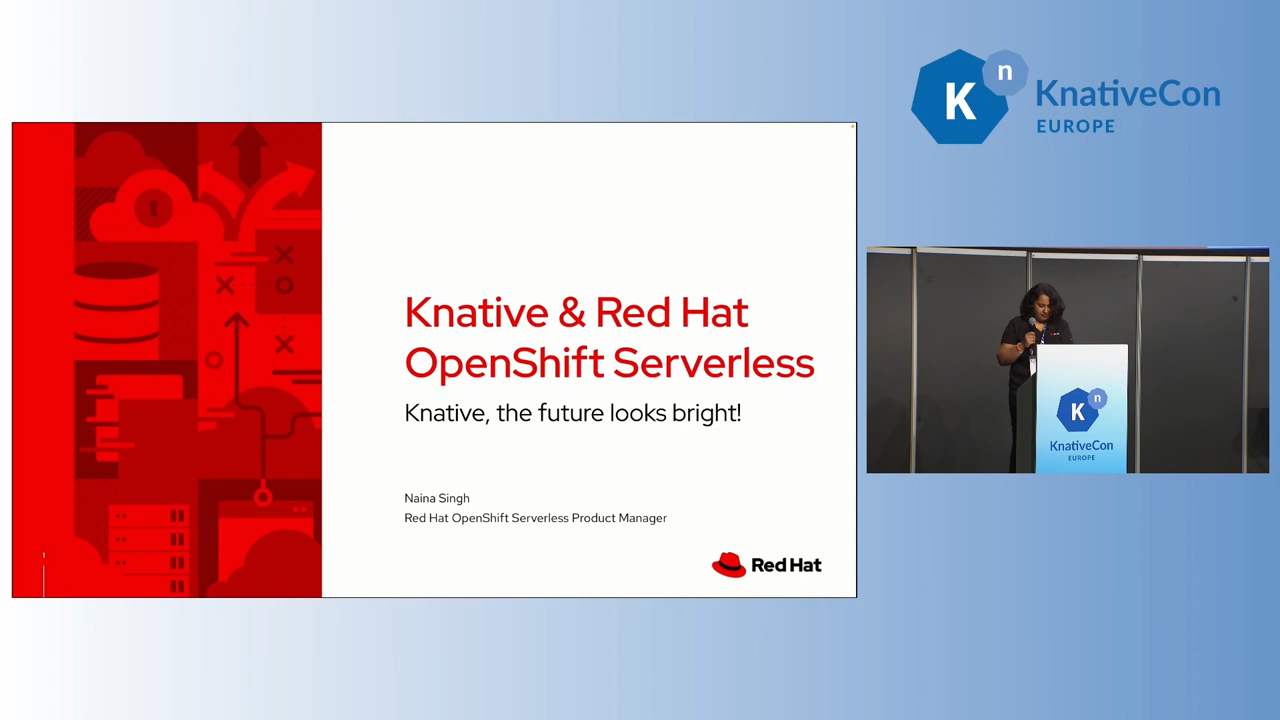 K n
KnativeCon
EUROPE
Knative & Red Hat
OpenShift Serverless
Knative, the future looks bright!
Naina Singh
Red Hat OpenShift Serverless Product Manager
Red Hat
1
K n
KnativeCon
EUROPE